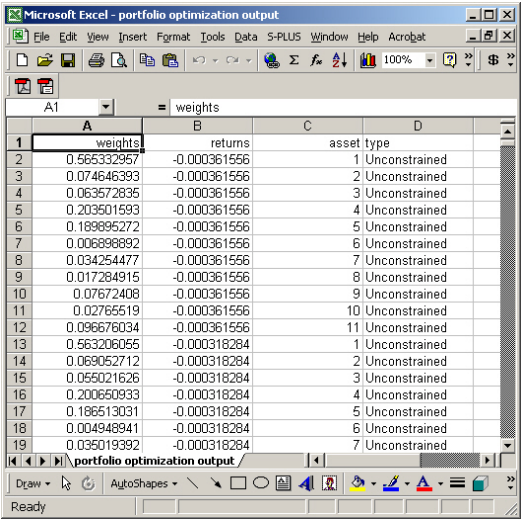 Microsoft Excel - portfolio optimization output
File Edit View Insert Format Tools Data S-PLUS Window Help Acrobat
Σ fx 100% ? » $ »
A1 = weights
A B C D
1 weights returns asset type
2 0.565332957 -0.000361556 1 Unconstrained
3 0.074646393 -0.000361556 2 Unconstrained
4 0.063572835 -0.000361556 3 Unconstrained
5 0.203501593 -0.000361556 4 Unconstrained
6 0.189895272 -0.000361556 5 Unconstrained
7 0.006898892 -0.000361556 6 Unconstrained
8 0.034254477 -0.000361556 7 Unconstrained
9 0.017284915 -0.000361556 8 Unconstrained
10 0.07672408 -0.000361556 9 Unconstrained
11 0.02765519 -0.000361556 10 Unconstrained
12 0.096676034 -0.000361556 11 Unconstrained
13 0.563206055 -0.000318284 1 Unconstrained
14 0.069052712 -0.000318284 2 Unconstrained
15 0.055021626 -0.000318284 3 Unconstrained
16 0.200650933 -0.000318284 4 Unconstrained
17 0.186513031 -0.000318284 5 Unconstrained
18 0.004948941 -0.000318284 6 Unconstrained
19 0.035019392 -0.000318284 7 Unconstrained
portfolio optimization output
Draw AutoShapes A »
Ready